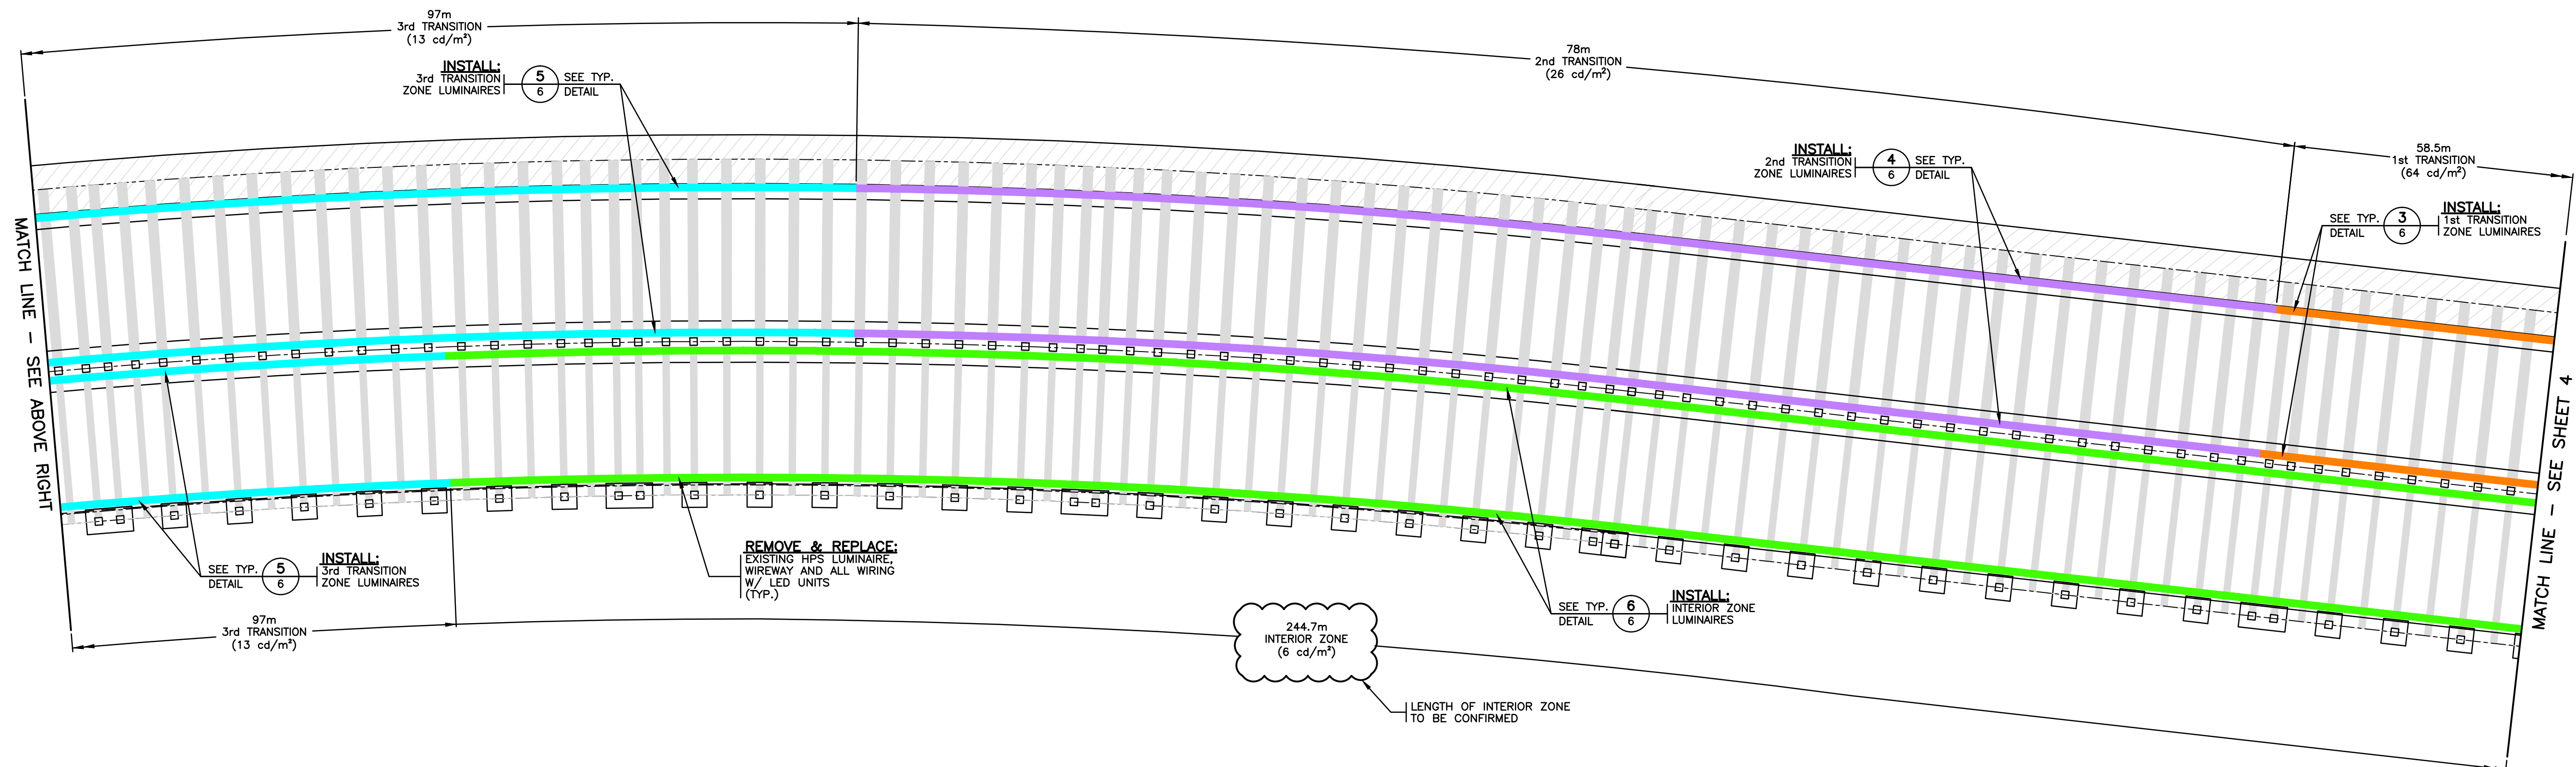 97m
3rd TRANSITION
(13 cd/m²)
78m
2nd TRANSITION
(26 cd/m²)
58.5m
1st TRANSITION
(64 cd/m²)
INSTALL:
3rd TRANSITION
ZONE LUMINAIRES
5
6
SEE TYP.
DETAIL
INSTALL:
2nd TRANSITION
ZONE LUMINAIRES
4
6
SEE TYP.
DETAIL
SEE TYP.
DETAIL
3
6
INSTALL:
1st TRANSITION
ZONE LUMINAIRES
MATCH LINE - SEE ABOVE RIGHT
MATCH LINE - SEE SHEET 4
SEE TYP.
DETAIL
5
6
INSTALL:
3rd TRANSITION
ZONE LUMINAIRES
REMOVE & REPLACE:
EXISTING HPS LUMINAIRE,
WIREWAY AND ALL WIRING
W/ LED UNITS
(TYP.)
SEE TYP.
DETAIL
6
6
INSTALL:
INTERIOR ZONE
LUMINAIRES
97m
3rd TRANSITION
(13 cd/m²)
244.7m
INTERIOR ZONE
(6 cd/m²)
LENGTH OF INTERIOR ZONE
TO BE CONFIRMED